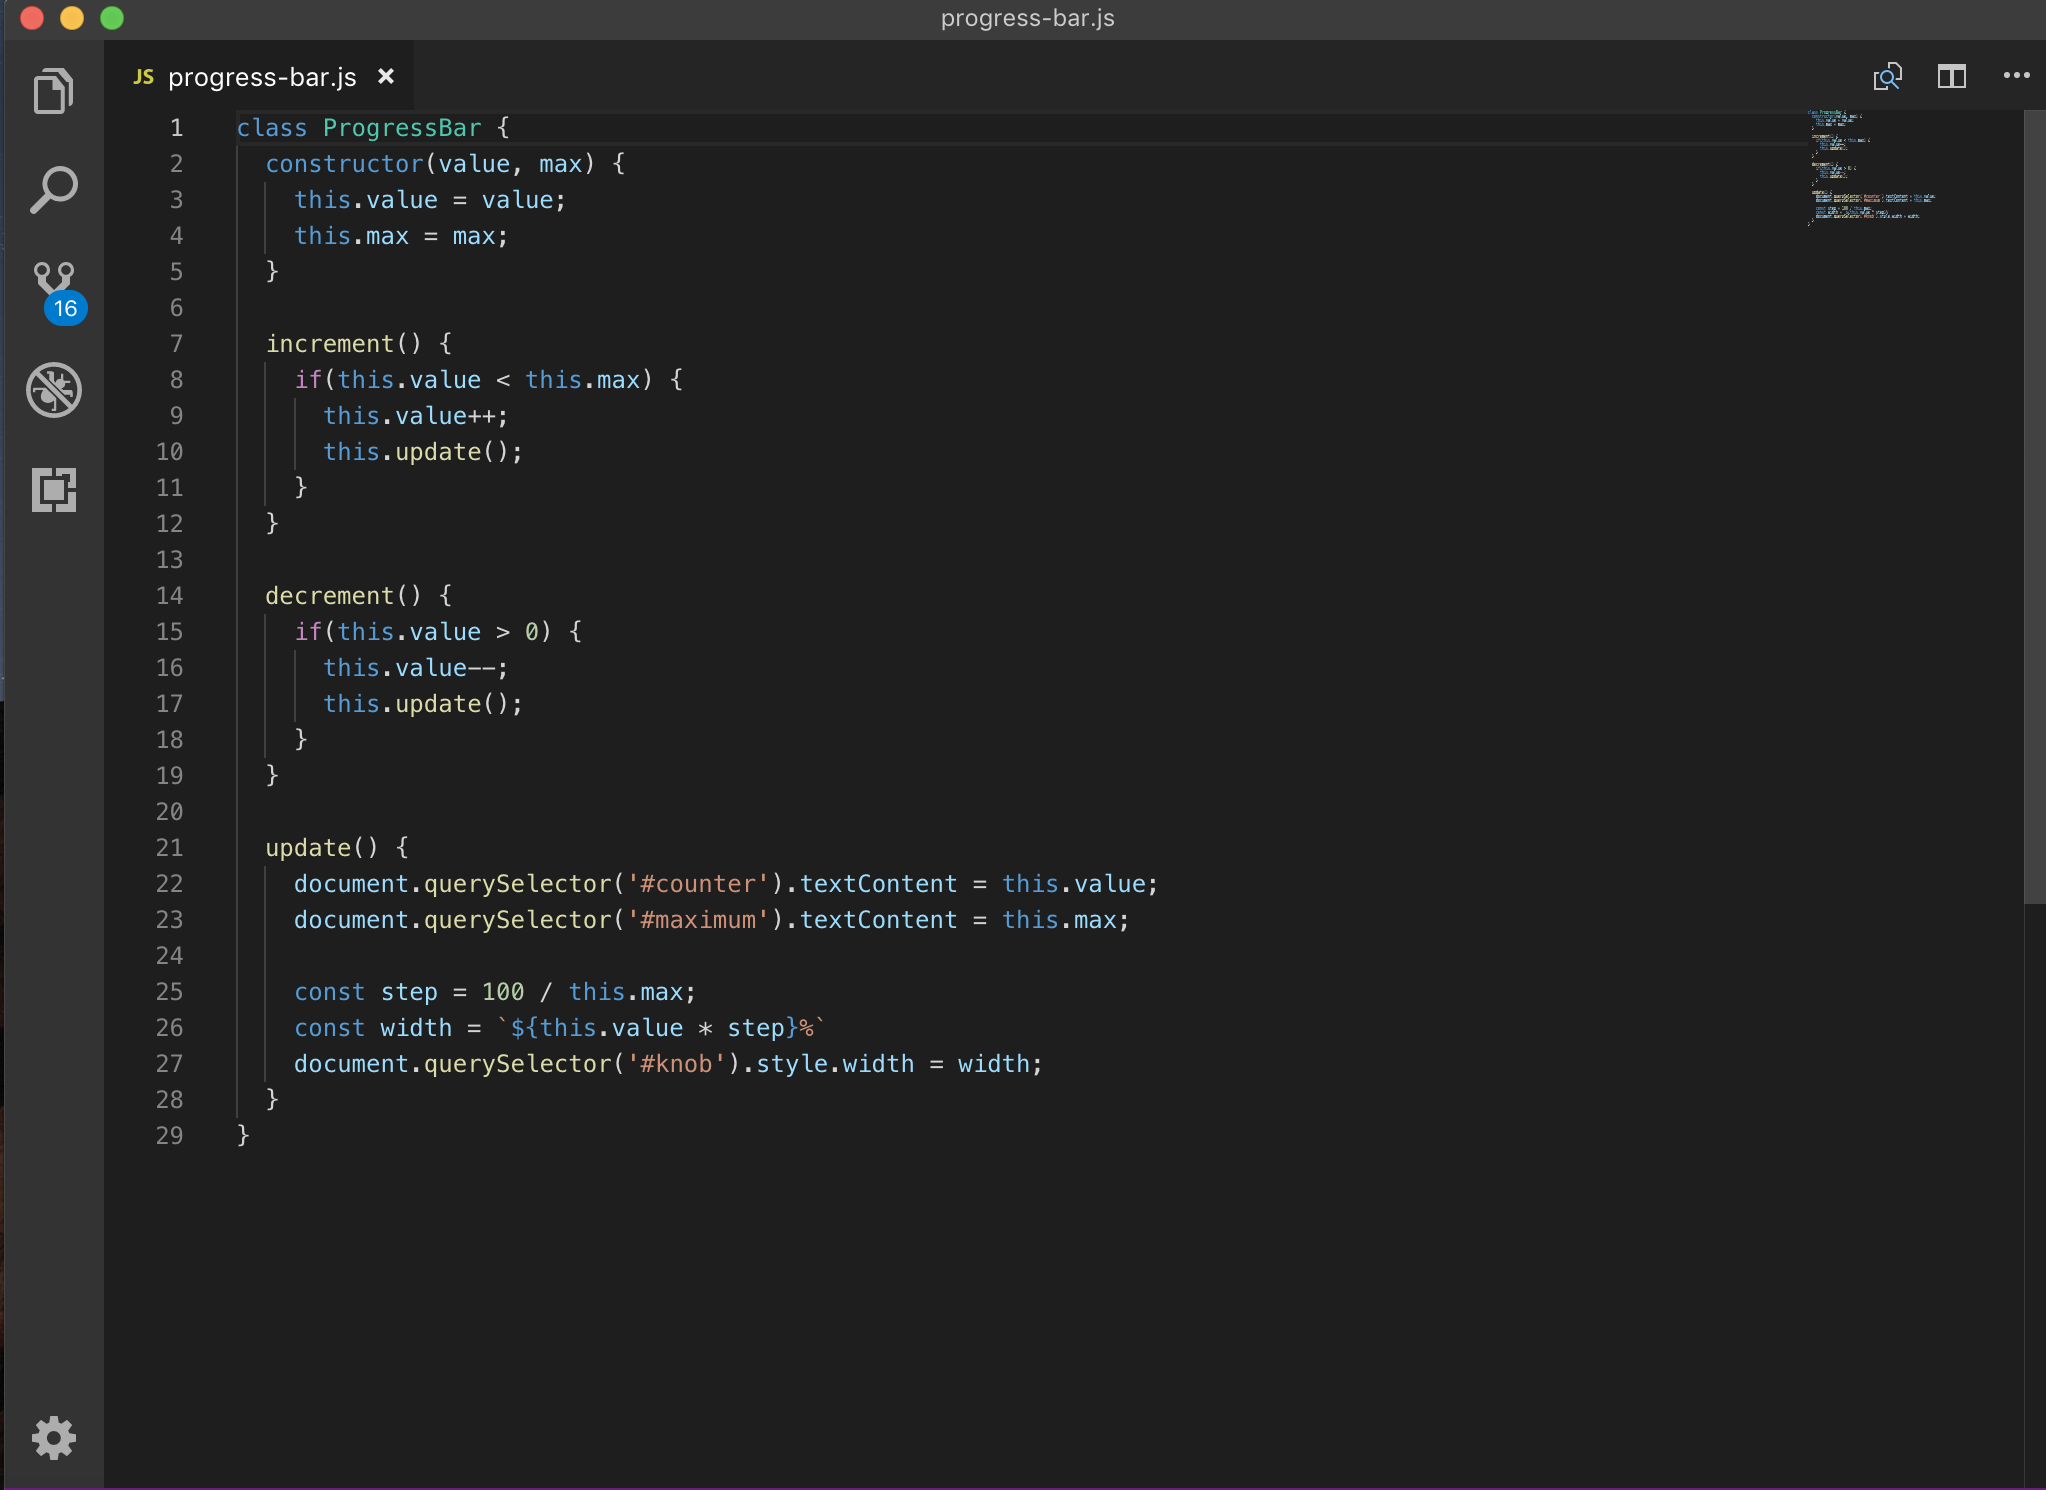 progress-bar.js
JS progress-bar.js ×
1 class ProgressBar {
2   constructor(value, max) {
3     this.value = value;
4     this.max = max;
5   }
6
7   increment() {
8     if(this.value < this.max) {
9       this.value++;
10       this.update();
11     }
12   }
13
14   decrement() {
15     if(this.value > 0) {
16       this.value--;
17       this.update();
18     }
19   }
20
21   update() {
22     document.querySelector('#counter').textContent = this.value;
23     document.querySelector('#maximum').textContent = this.max;
24
25     const step = 100 / this.max;
26     const width = `${this.value * step}%`
27     document.querySelector('#knob').style.width = width;
28   }
29 }
16